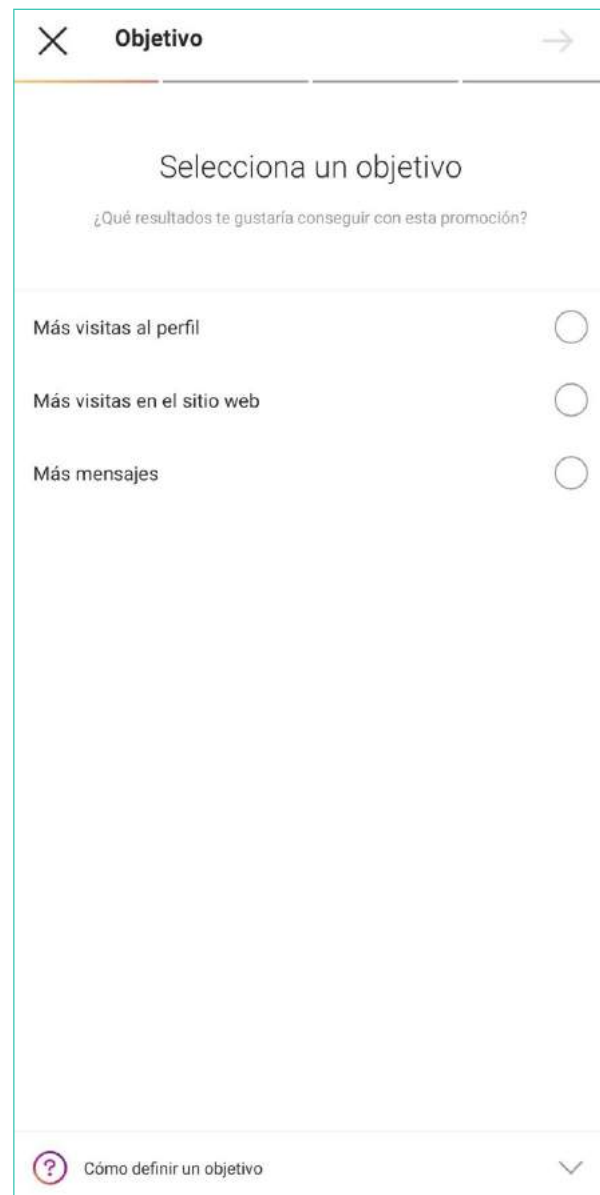 Objetivo
Selecciona un objetivo
¿Qué resultados te gustaría conseguir con esta promoción?
Más visitas al perfil
Más visitas en el sitio web
Más mensajes
? Cómo definir un objetivo